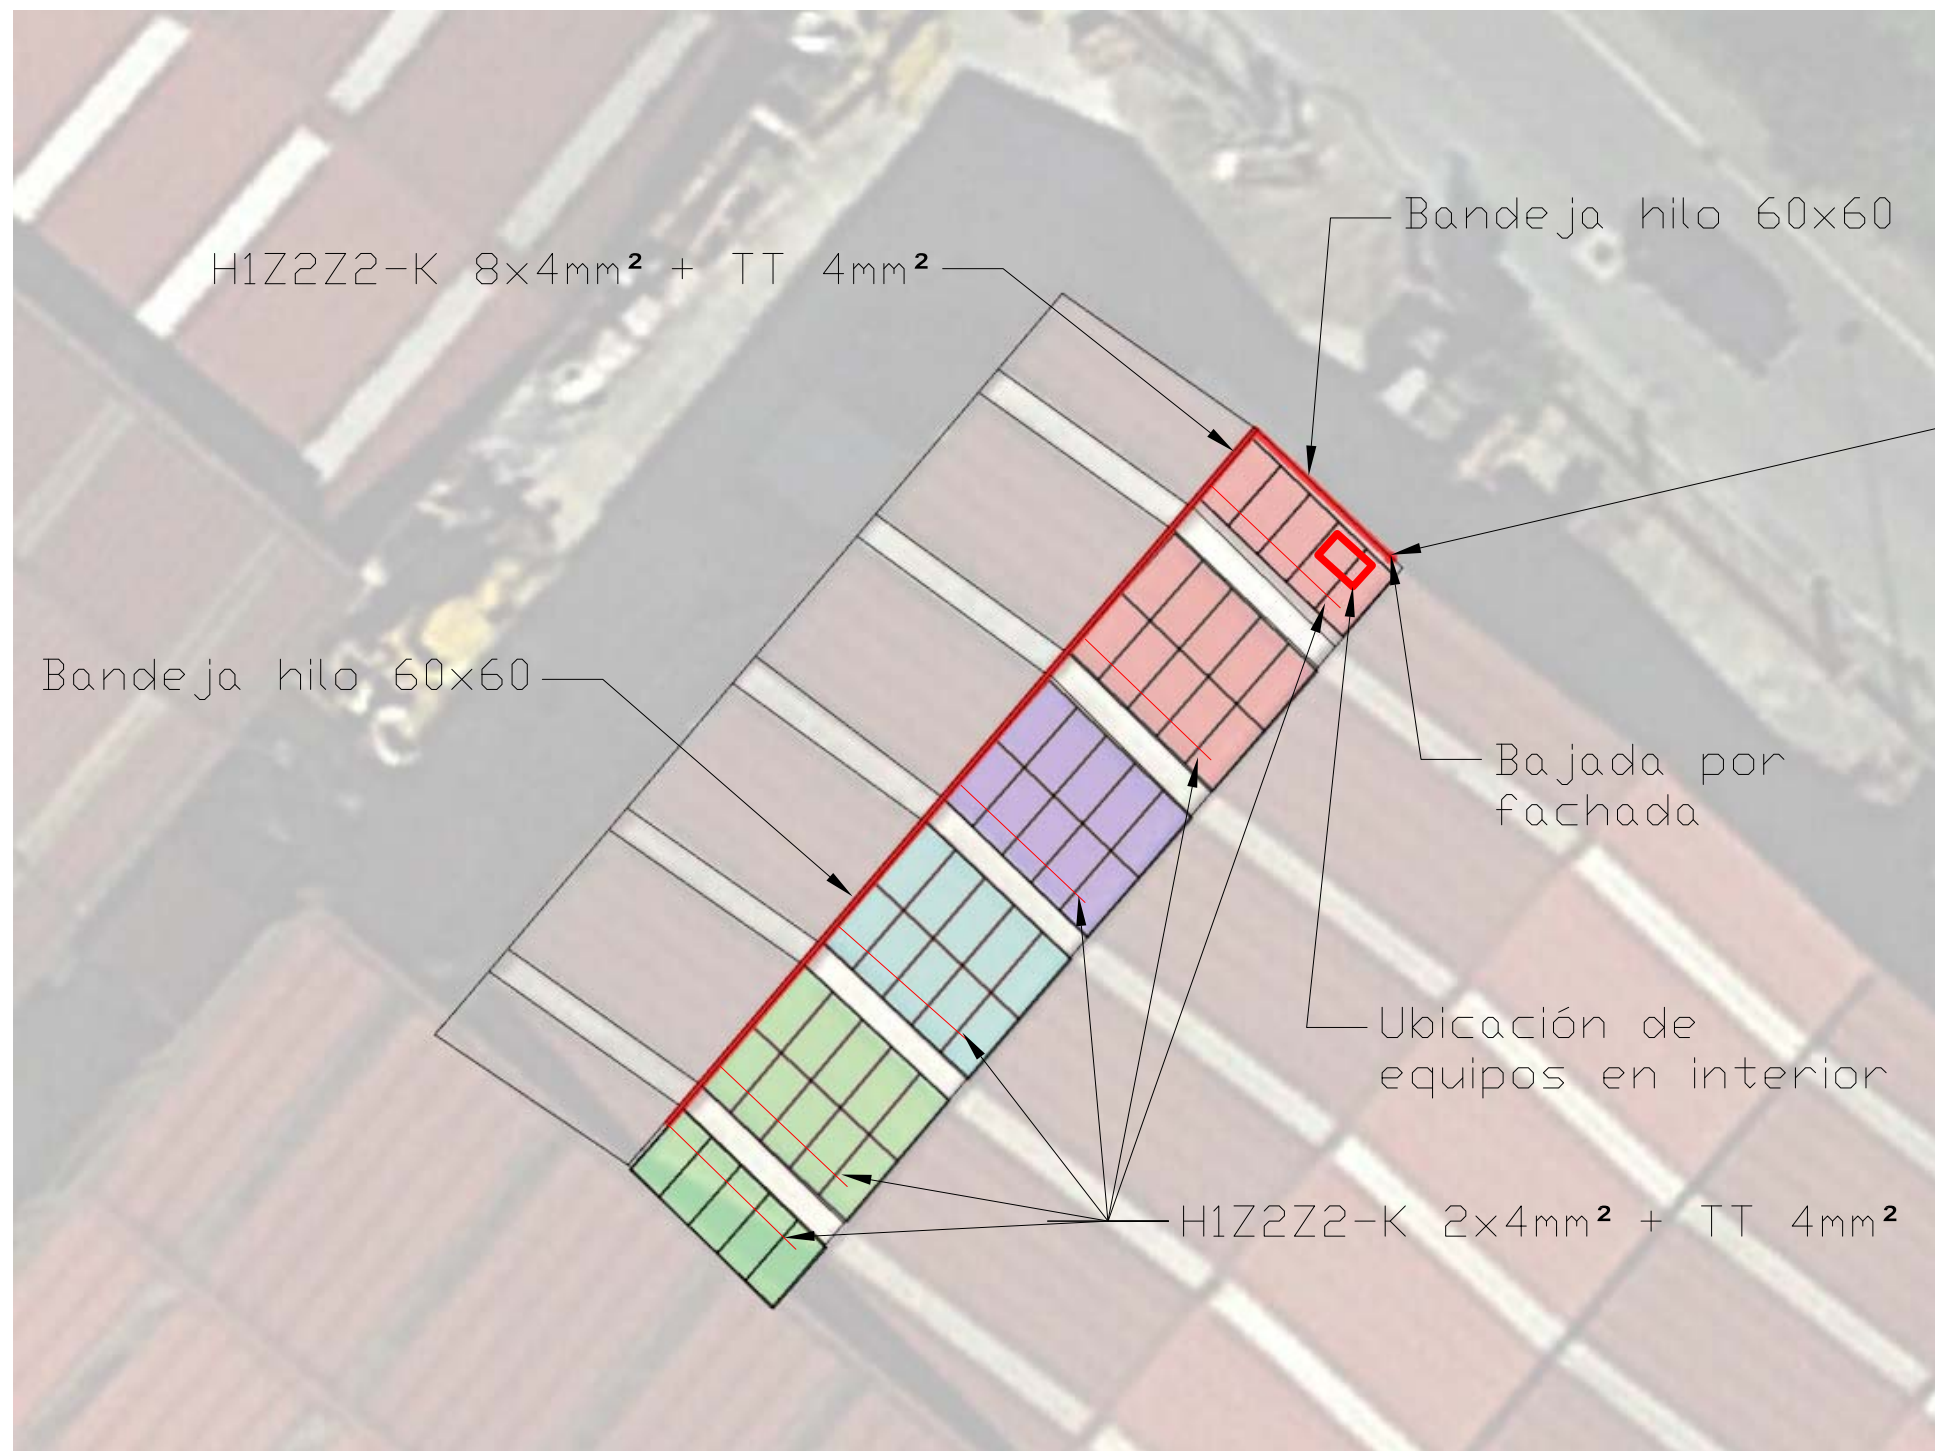 Bandeja hilo 60x60
H1Z2Z2-K 8x4mm² + TT 4mm²
Bandeja hilo 60x60
Bajada por
fachada
Ubicación de
equipos en interior
H1Z2Z2-K 2x4mm² + TT 4mm²